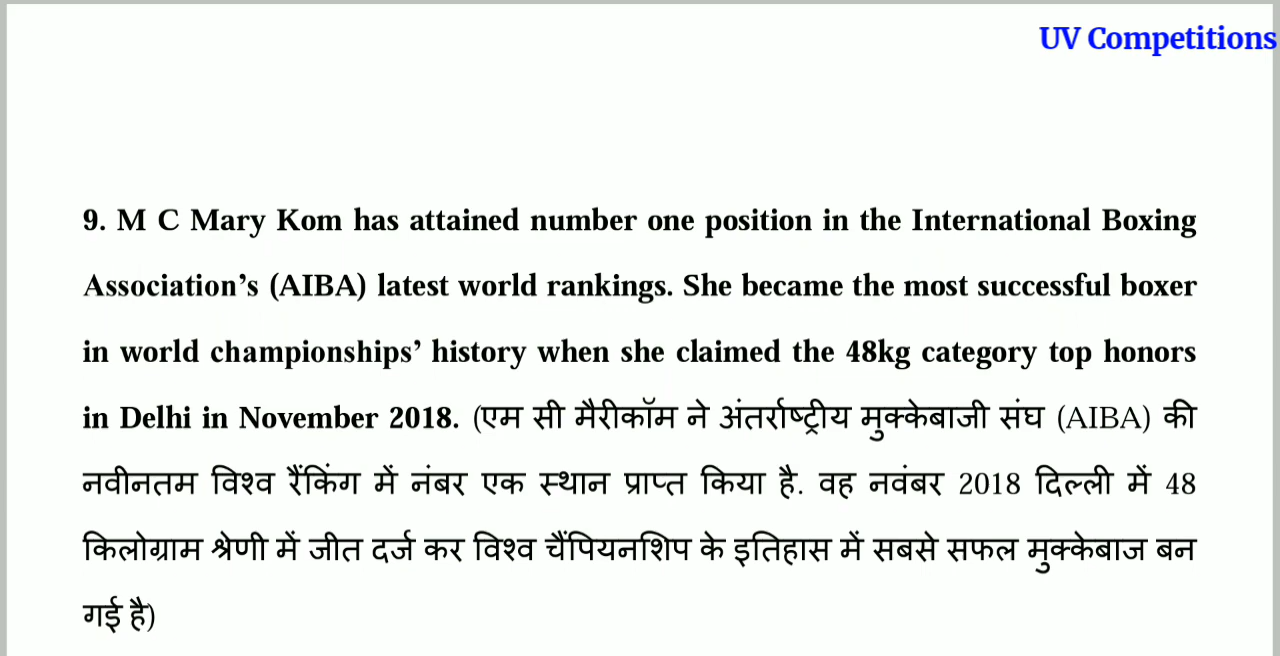 UV Competitions
9. M C Mary Kom has attained number one position in the International Boxing
Association’s (AIBA) latest world rankings. She became the most successful boxer
in world championships’ history when she claimed the 48kg category top honors
in Delhi in November 2018. (एम सी मैरीकॉम ने अंतर्राष्ट्रीय मुक्केबाजी संघ (AIBA) की
नवीनतम विश्व रैंकिंग में नंबर एक स्थान प्राप्त किया है. वह नवंबर 2018 दिल्ली में 48
किलोग्राम श्रेणी में जीत दर्ज कर विश्व चैंपियनशिप के इतिहास में सबसे सफल मुक्केबाज बन
गई है)